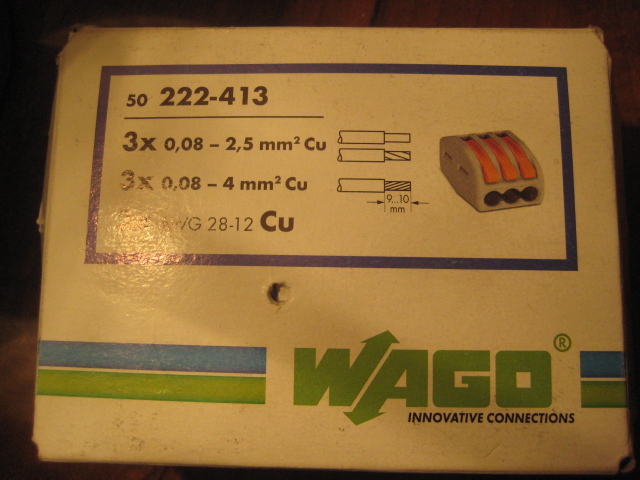 50 222-413
3x 0,08 – 2,5 mm² Cu
3x 0,08 – 4 mm² Cu
9...10
mm
28-12 Cu
WAGO®
INNOVATIVE CONNECTIONS